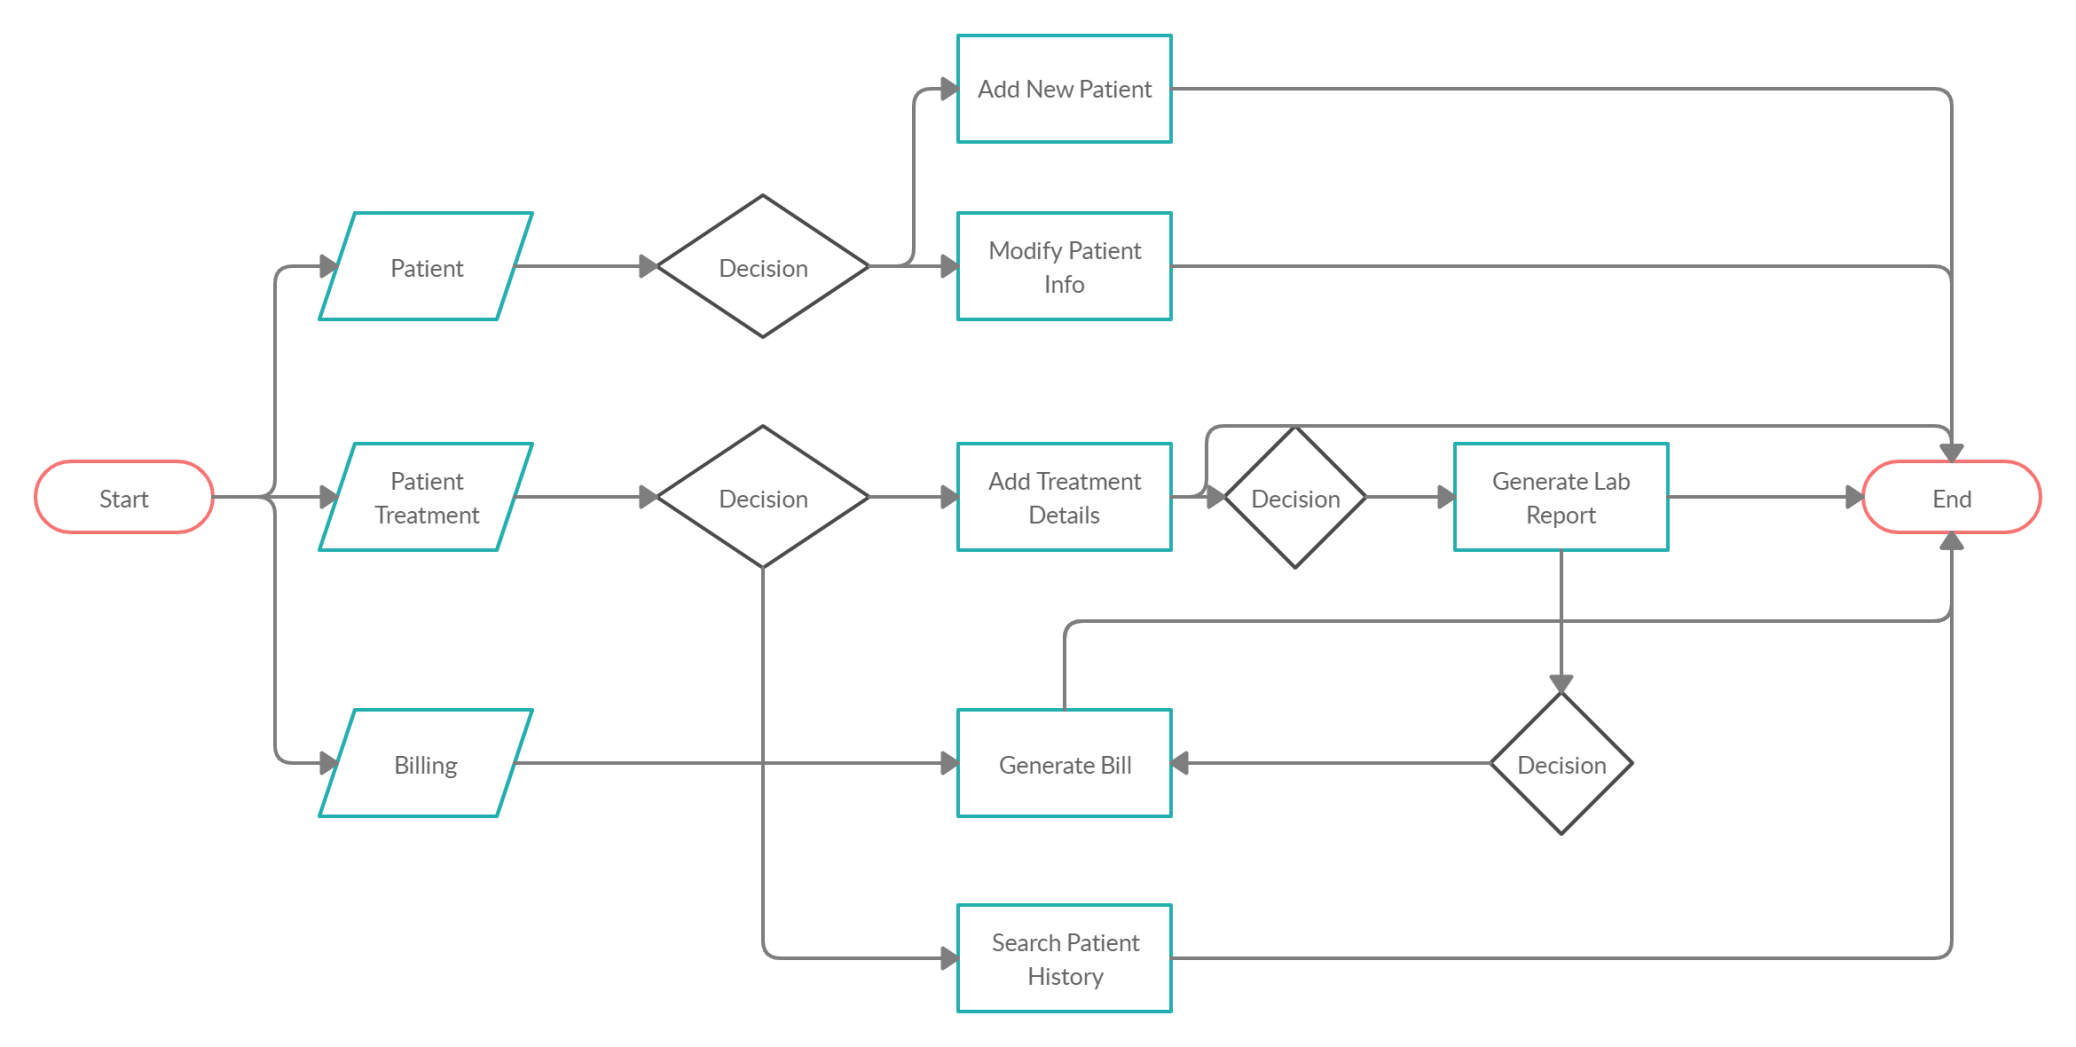 Add New Patient
Modify Patient
Info
Patient
Decision
Start
Patient
Treatment
Decision
Add Treatment
Details
Decision
Generate Lab
Report
End
Billing
Generate Bill
Decision
Search Patient
History